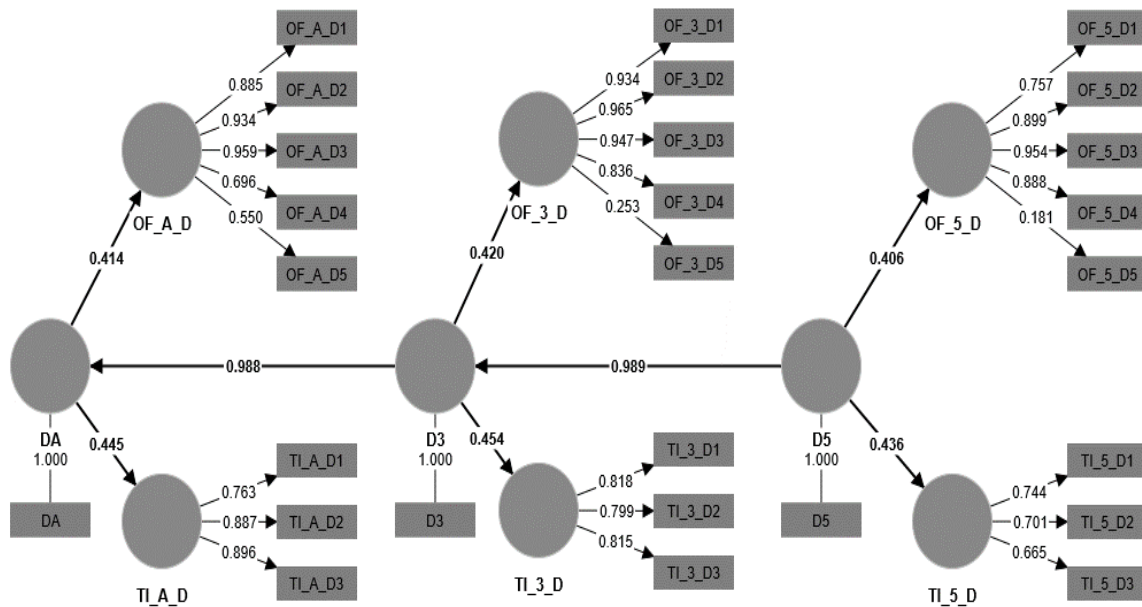 OF_A_D1
OF_A_D2
OF_A_D3
OF_A_D4
OF_A_D5
0.885
0.934
0.959
0.696
0.550
OF_A_D
0.414
OF_3_D1
OF_3_D2
OF_3_D3
OF_3_D4
OF_3_D5
0.934
0.965
0.947
0.836
0.253
OF_3_D
0.420
OF_5_D1
OF_5_D2
OF_5_D3
OF_5_D4
OF_5_D5
0.757
0.899
0.954
0.888
0.181
OF_5_D
0.406
0.988
0.989
DA
1.000
DA
0.445
TI_A_D1
TI_A_D2
TI_A_D3
0.763
0.887
0.896
TI_A_D
D3
1.000
D3
0.454
TI_3_D1
TI_3_D2
TI_3_D3
0.818
0.799
0.815
TI_3_D
D5
1.000
D5
0.436
TI_5_D1
TI_5_D2
TI_5_D3
0.744
0.701
0.665
TI_5_D